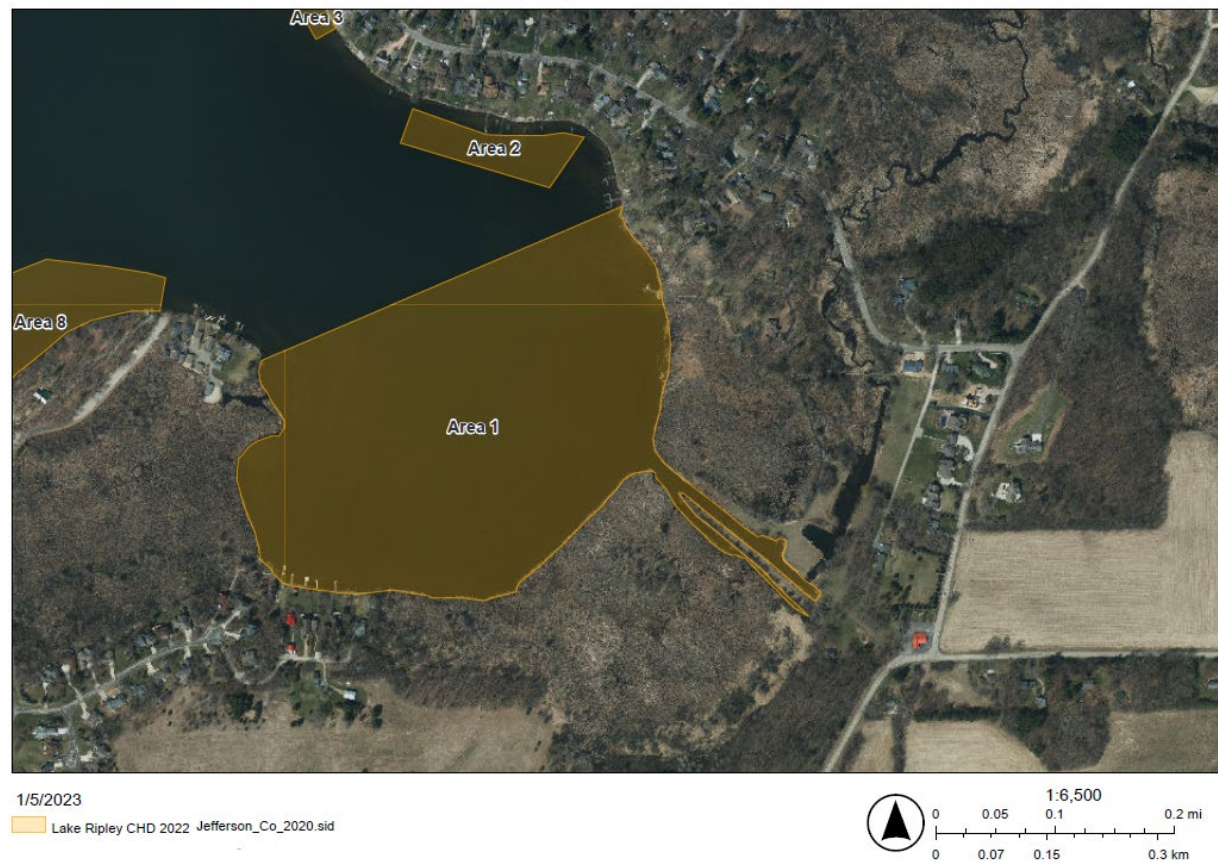 Area 3
Area 2
Area 8
Area 1
1/5/2023
Lake Ripley CHD 2022 Jefferson_Co_2020.sid
1:6,500
0 0.05 0.1 0.2 mi
0 0.07 0.15 0.3 km